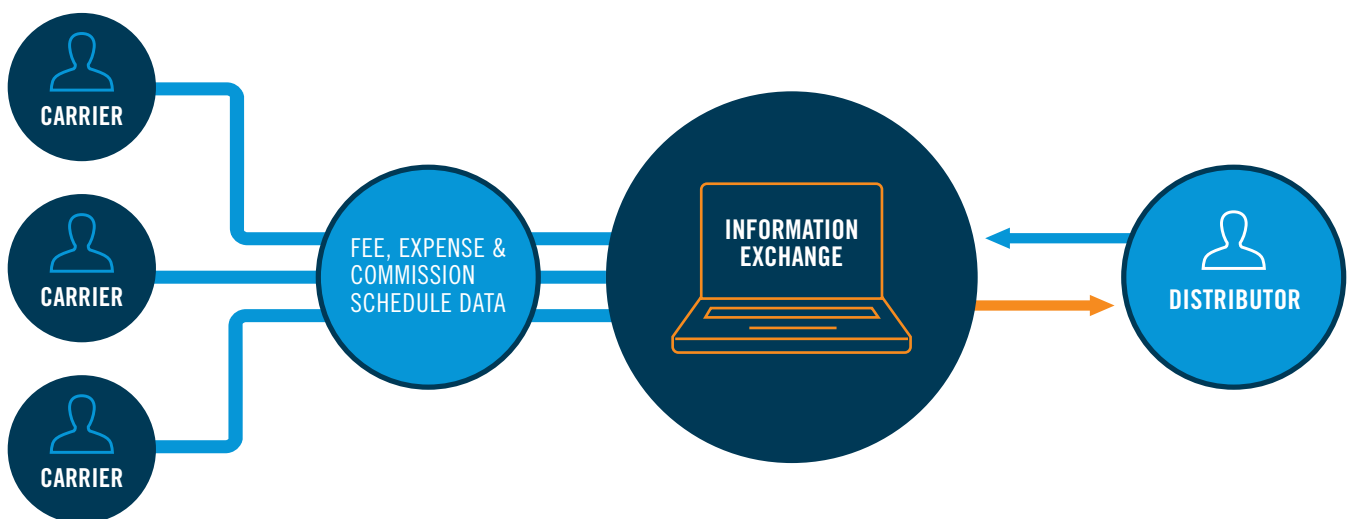 CARRIER
CARRIER
CARRIER
FEE, EXPENSE &
COMMISSION
SCHEDULE DATA
INFORMATION
EXCHANGE
DISTRIBUTOR